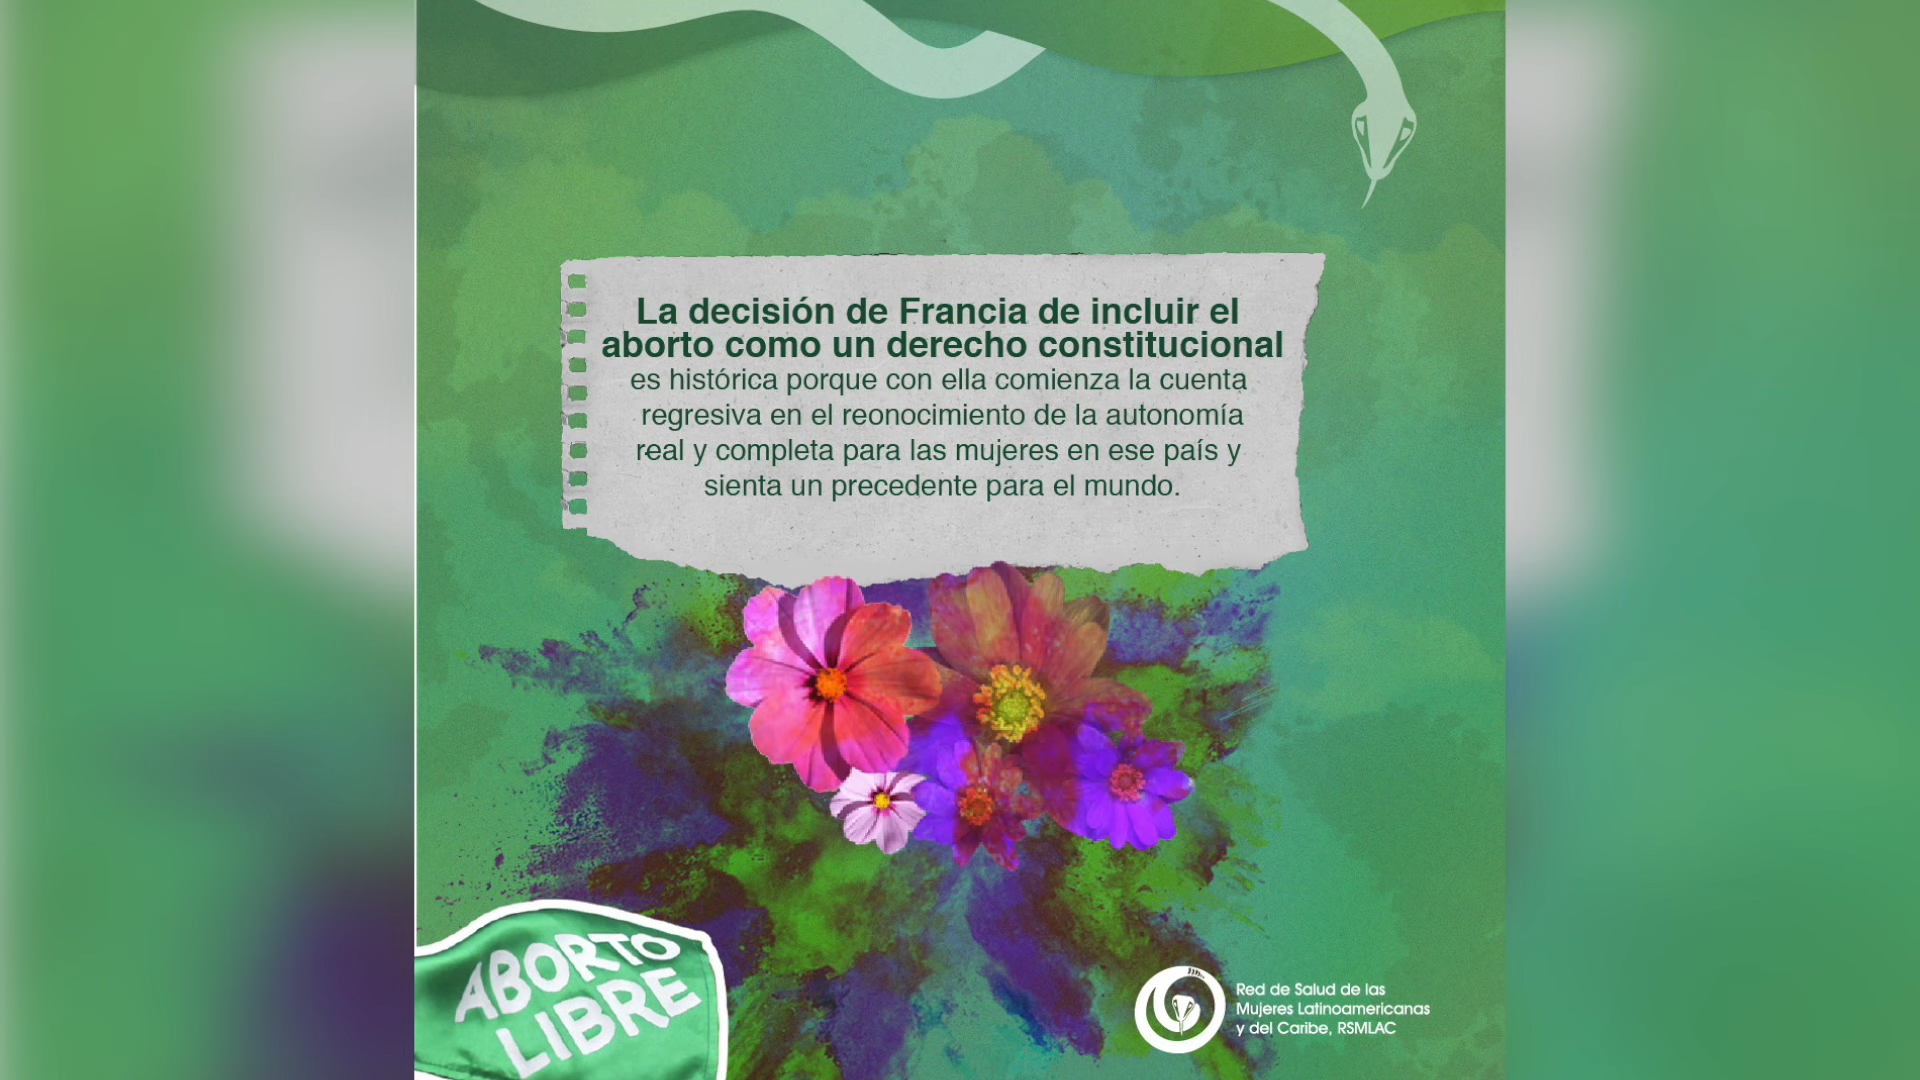 La decisión de Francia de incluir el
aborto como un derecho constitucional
es histórica porque con ella comienza la cuenta
regresiva en el reonocimiento de la autonomía
real y completa para las mujeres en ese país y
sienta un precedente para el mundo.
ABORTO
LIBRE
Red de Salud de las
Mujeres Latinoamericanas
y del Caribe, RSMLAC